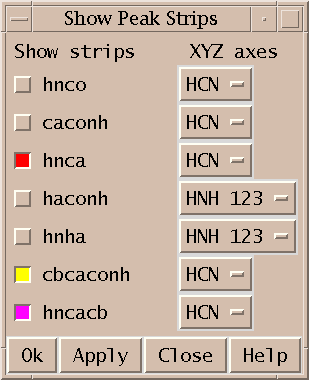 Show Peak Strips
Show strips XYZ axes
hnco HCN
caconh HCN
hnca HCN
haconh HNH 123
hnha HNH 123
cbcaconh HCN
hncacb HCN
Ok Apply Close Help